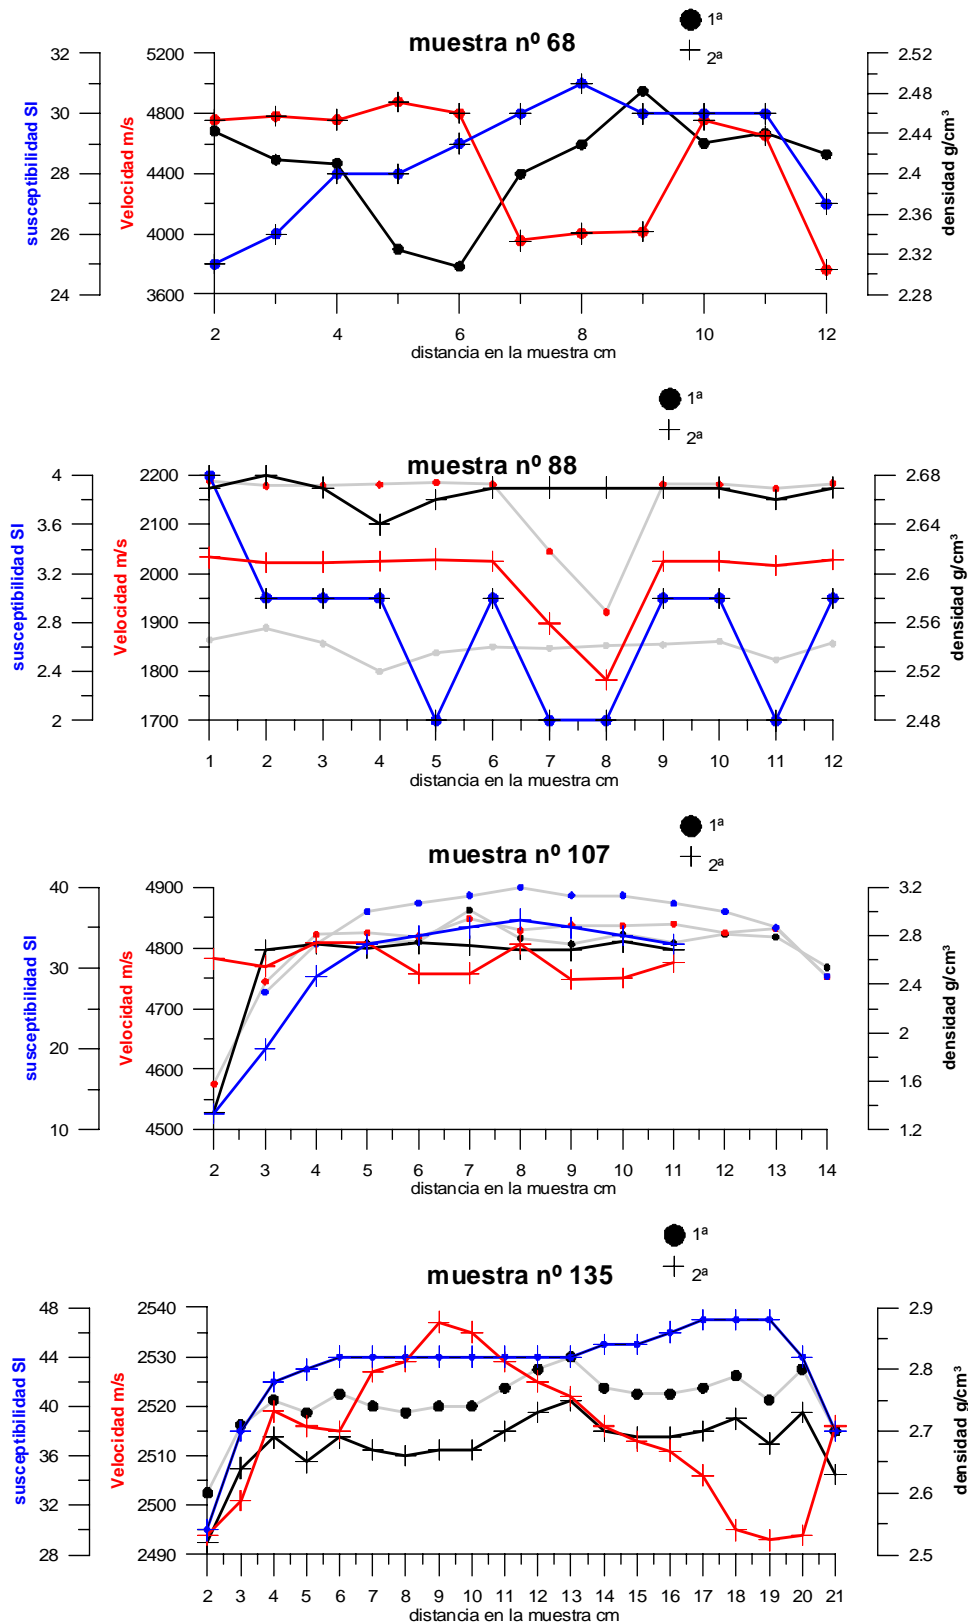 1ª
muestra nº 68
2ª
32 5200 2.52
30 4800 2.48
2.44
28 4400 2.4
2.36
26 4000 2.32
24 3600 2.28
susceptibilidad SI
Velocidad m/s
densidad g/cm³
2 4 6 8 10 12
distancia en la muestra cm
1ª
2ª
muestra nº 88
4 2200 2.68
3.6 2100 2.64
3.2 2000 2.6
2.8 1900 2.56
2.4 1800 2.52
2 1700 2.48
susceptibilidad SI
Velocidad m/s
densidad g/cm³
1 2 3 4 5 6 7 8 9 10 11 12
distancia en la muestra cm
1ª
muestra nº 107
2ª
40 4900 3.2
4800 2.8
30 2.4
4700
20 2
4600 1.6
10 4500 1.2
susceptibilidad SI
Velocidad m/s
densidad g/cm³
2 3 4 5 6 7 8 9 10 11 12 13 14
distancia en la muestra cm
1ª
muestra nº 135
2ª
48 2540 2.9
44 2530 2.8
40 2520
2.7
36 2510
32 2500 2.6
28 2490 2.5
susceptibilidad SI
Velocidad m/s
densidad g/cm³
2 3 4 5 6 7 8 9 10 11 12 13 14 15 16 17 18 19 20 21
distancia en la muestra cm